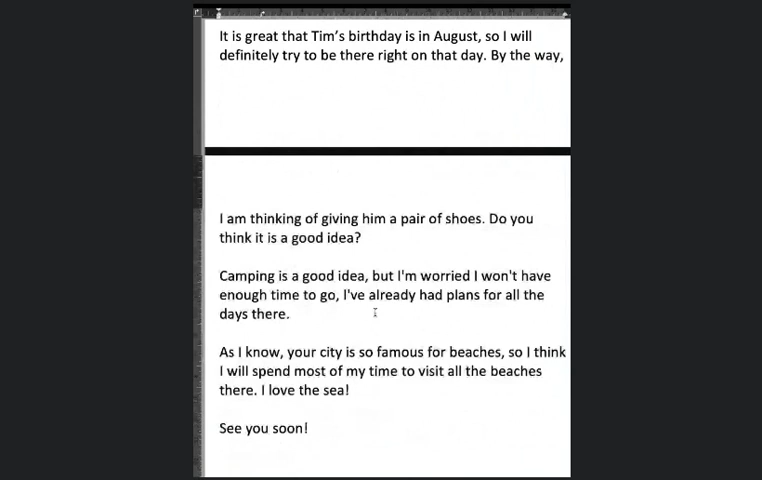 It is great that Tim's birthday is in August, so I will
definitely try to be there right on that day. By the way,
I am thinking of giving him a pair of shoes. Do you
think it is a good idea?
Camping is a good idea, but I'm worried I won't have
enough time to go, I've already had plans for all the
days there.
As I know, your city is so famous for beaches, so I think
I will spend most of my time to visit all the beaches
there. I love the sea!
See you soon!